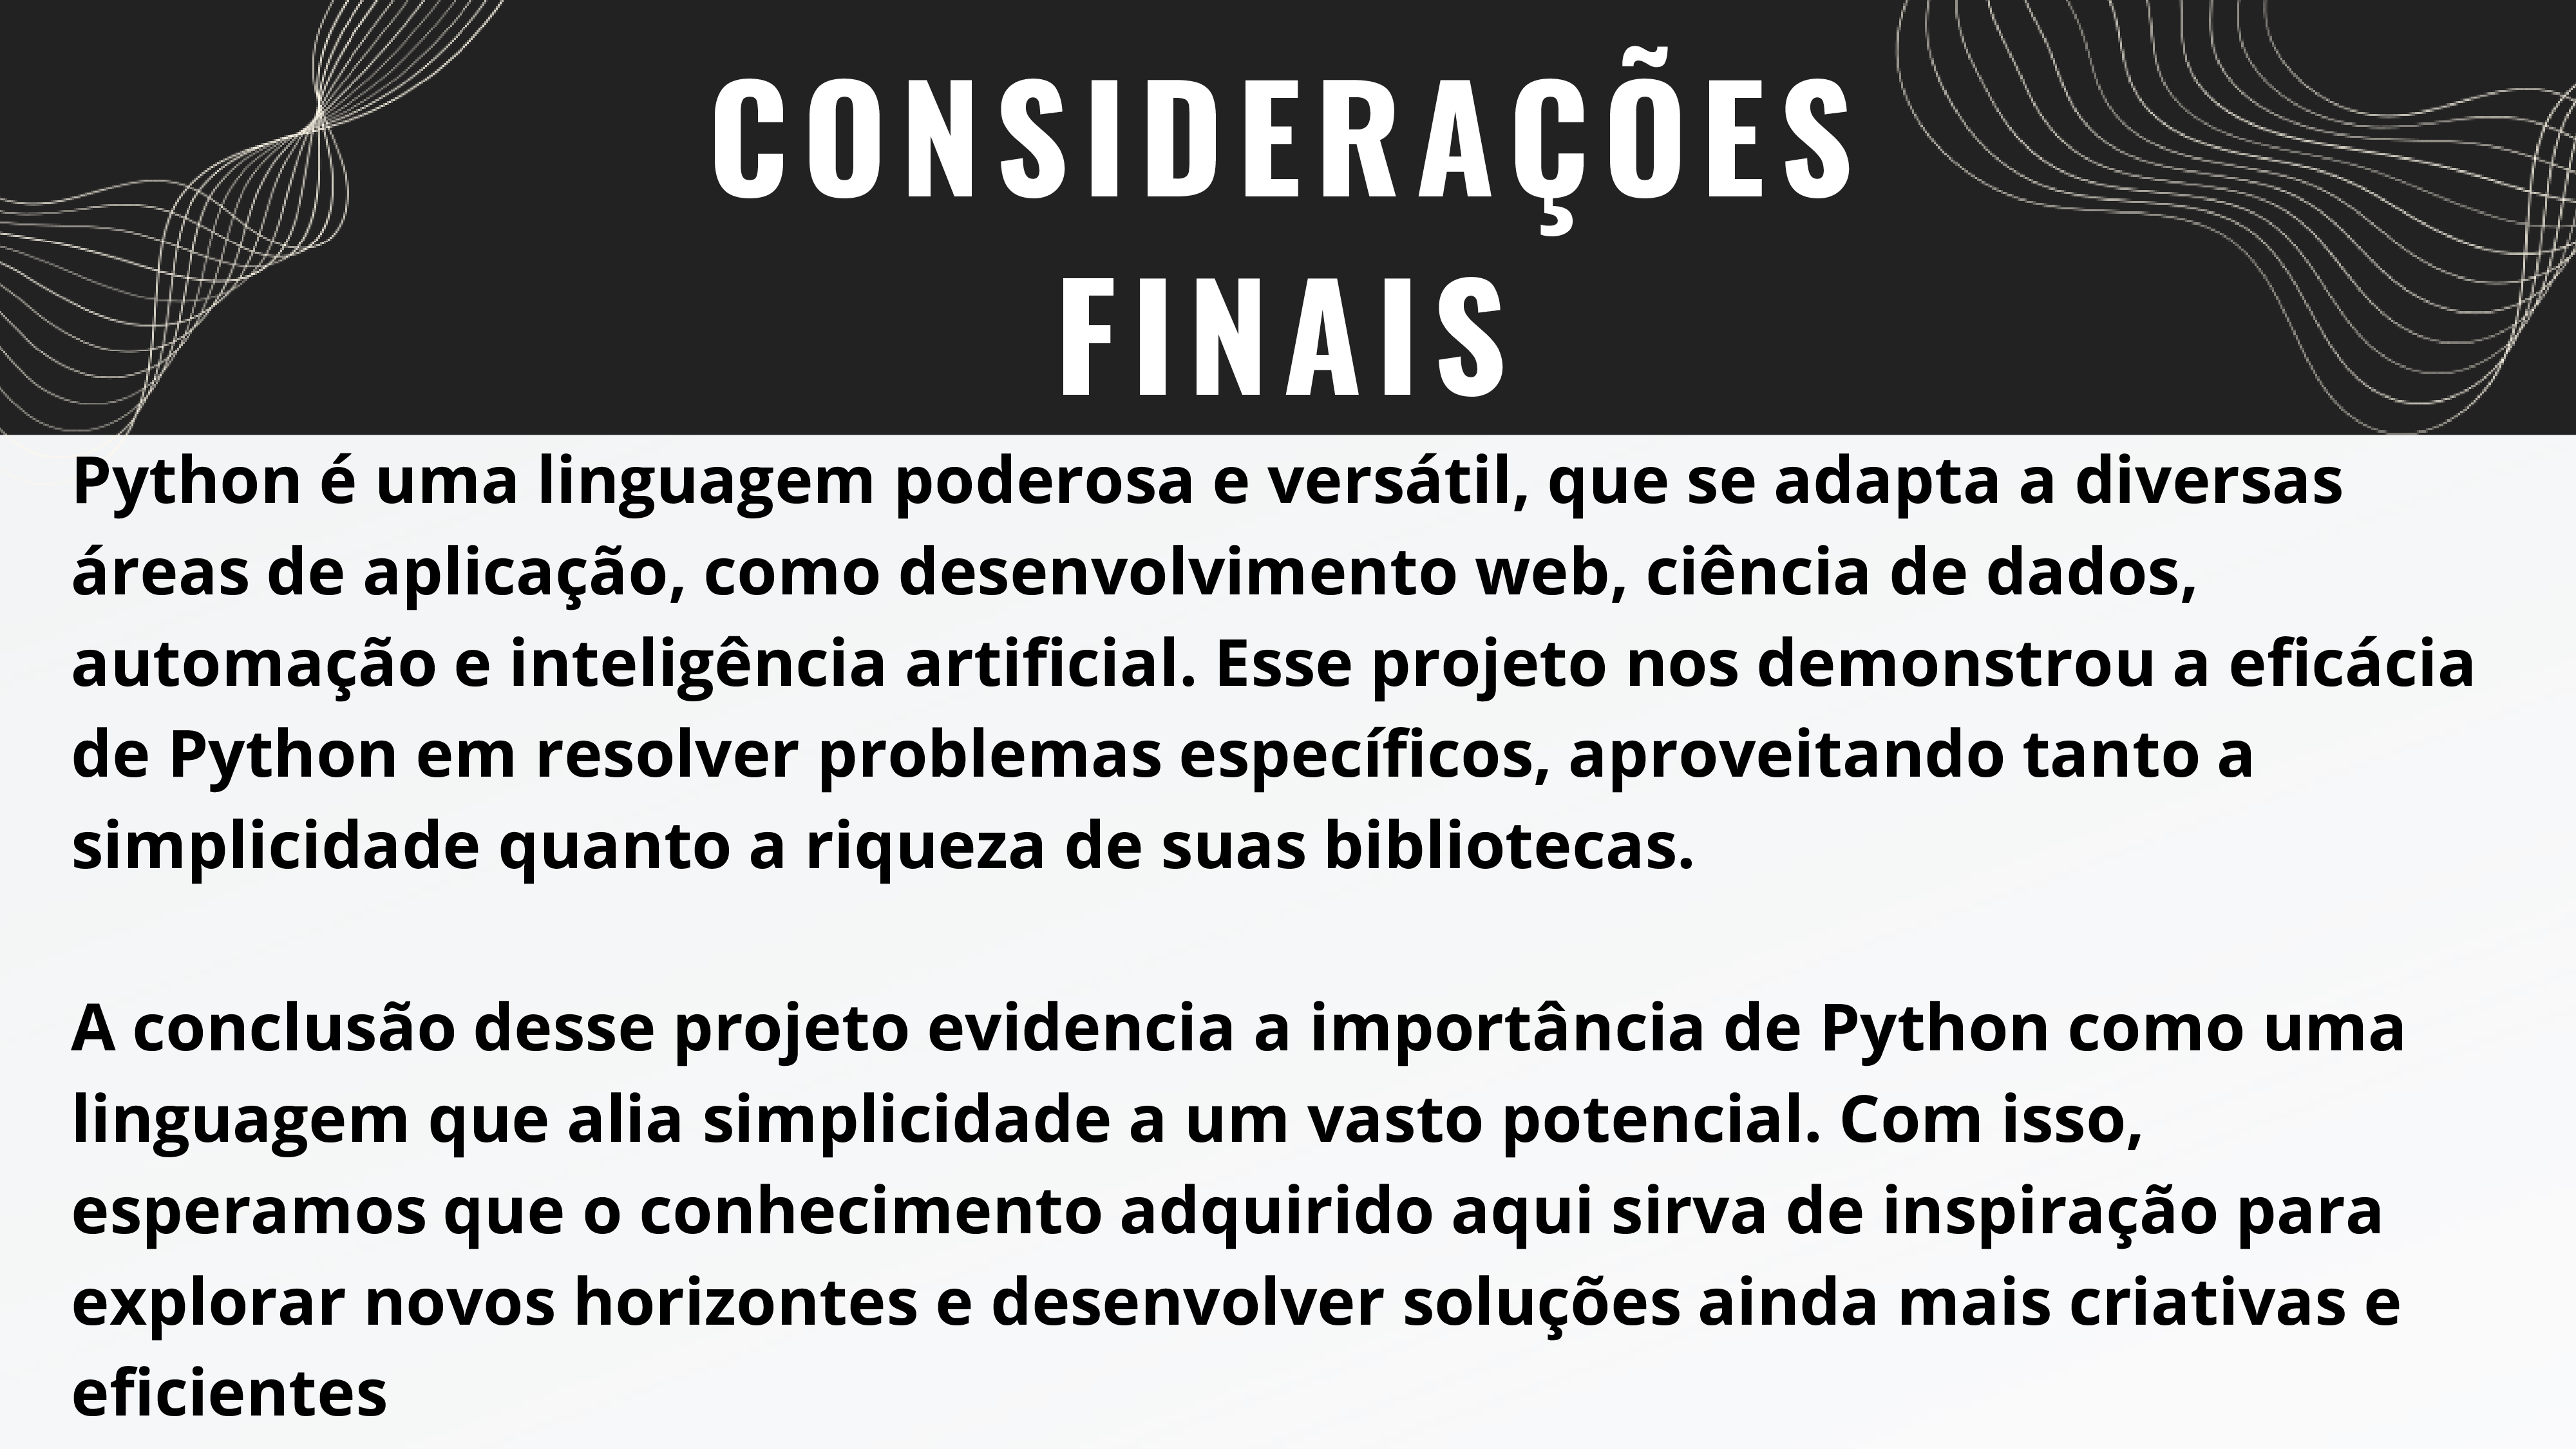 CONSIDERAÇÕES
FINAIS
Python é uma linguagem poderosa e versátil, que se adapta a diversas
áreas de aplicação, como desenvolvimento web, ciência de dados,
automação e inteligência artificial. Esse projeto nos demonstrou a eficácia
de Python em resolver problemas específicos, aproveitando tanto a
simplicidade quanto a riqueza de suas bibliotecas.
A conclusão desse projeto evidencia a importância de Python como uma
linguagem que alia simplicidade a um vasto potencial. Com isso,
esperamos que o conhecimento adquirido aqui sirva de inspiração para
explorar novos horizontes e desenvolver soluções ainda mais criativas e
eficientes